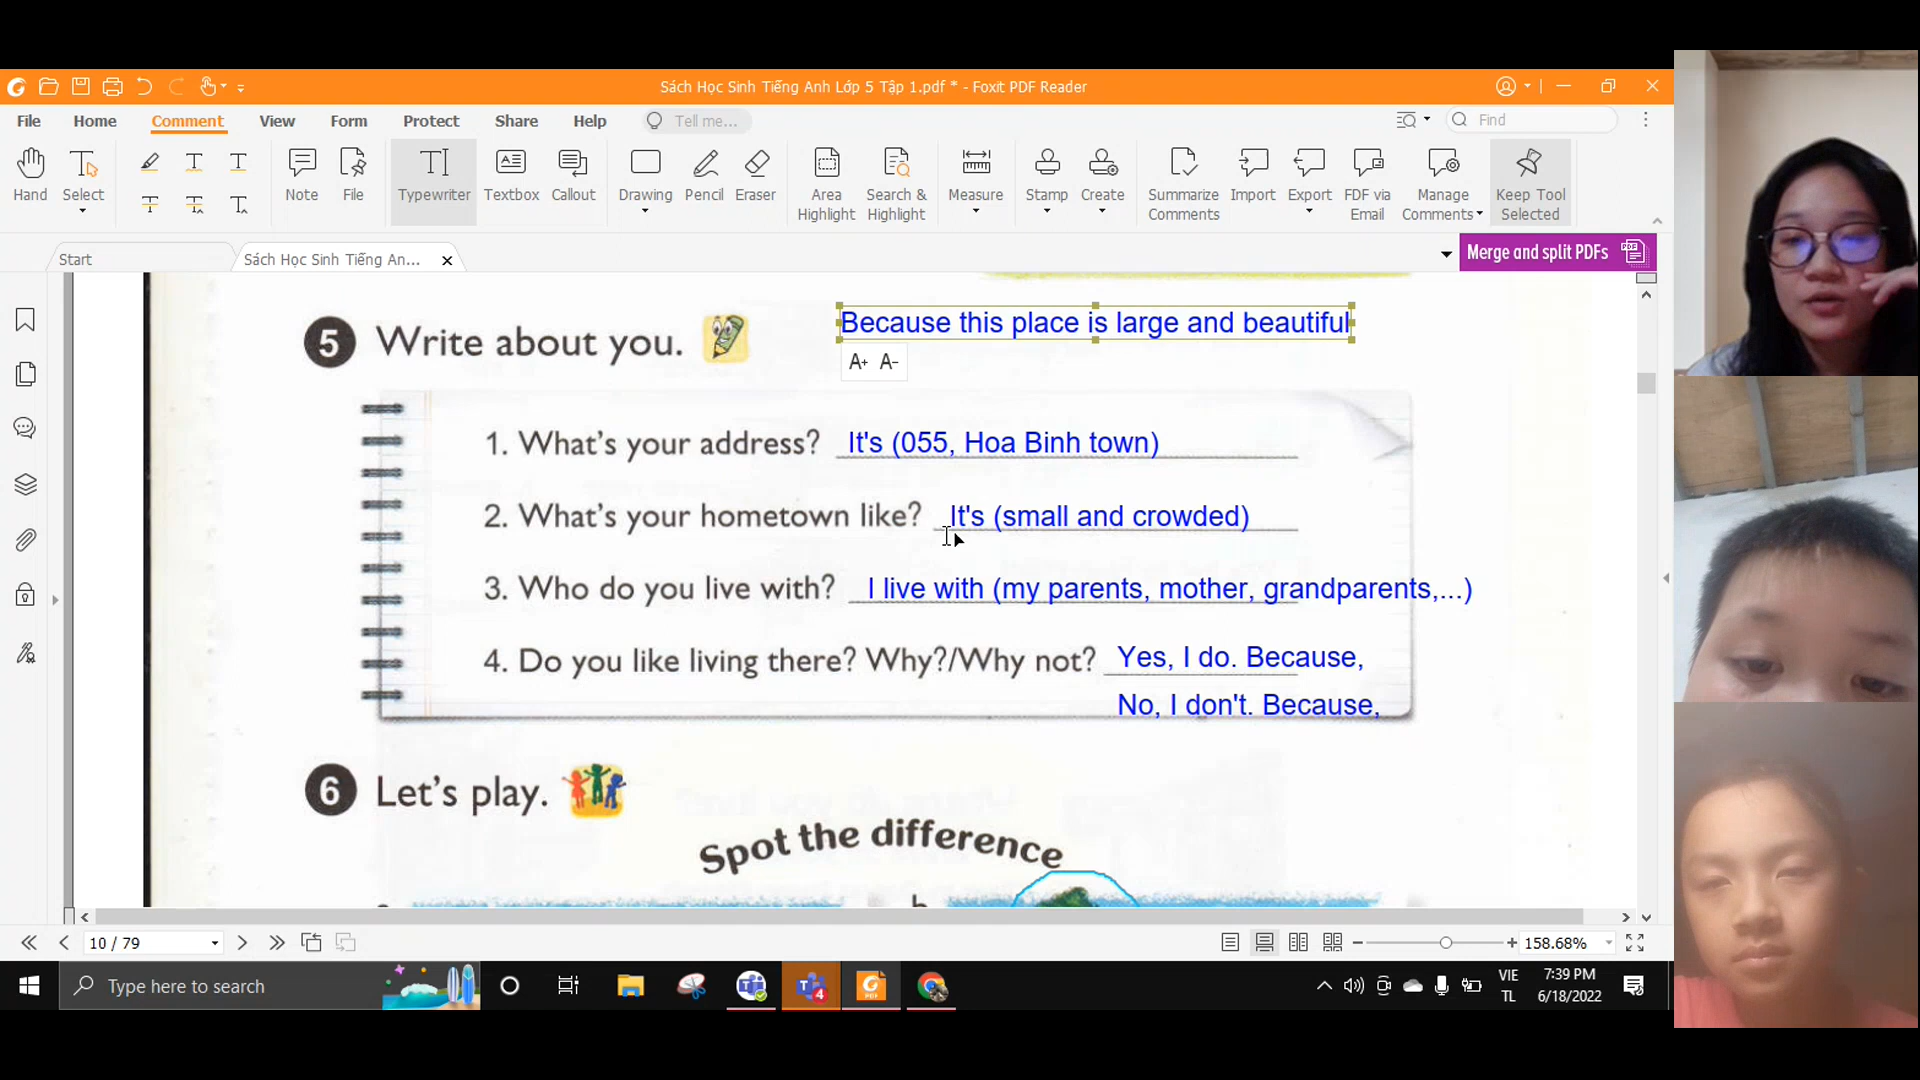 Sách Học Sinh Tiếng Anh Lớp 5 Tập 1.pdf * - Foxit PDF Reader
File Home Comment View Form Protect Share Help Tell me... Find
Hand Select Note File Typewriter Textbox Callout Drawing Pencil Eraser Area Highlight Search & Highlight Measure Stamp Create Summarize Comments Import Export FDF via Email Manage Comments Keep Tool Selected
Start Sách Học Sinh Tiếng An... Merge and split PDFs
Because this place is large and beautiful
5 Write about you.
A+ A-
1. What's your address? It's (055, Hoa Binh town)
2. What's your hometown like? It's (small and crowded)
3. Who do you live with? I live with (my parents, mother, grandparents,...)
4. Do you like living there? Why?/Why not? Yes, I do. Because,
No, I don't. Because,
6 Let's play.
Spot the difference
10 / 79 158.68%
Type here to search
4
PDF
VIE
TL
7:39 PM
6/18/2022